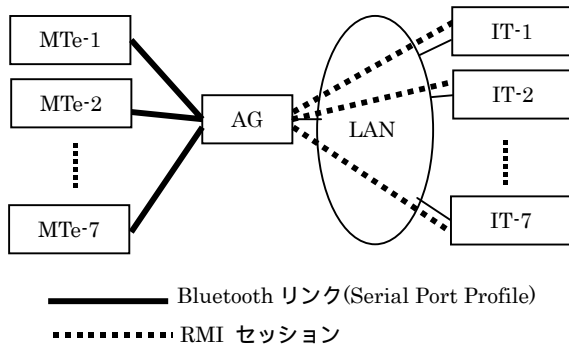 MTe-1
MTe-2
MTe-7
AG
LAN
IT-1
IT-2
IT-7
Bluetooth リンク(Serial Port Profile)
RMI セッション